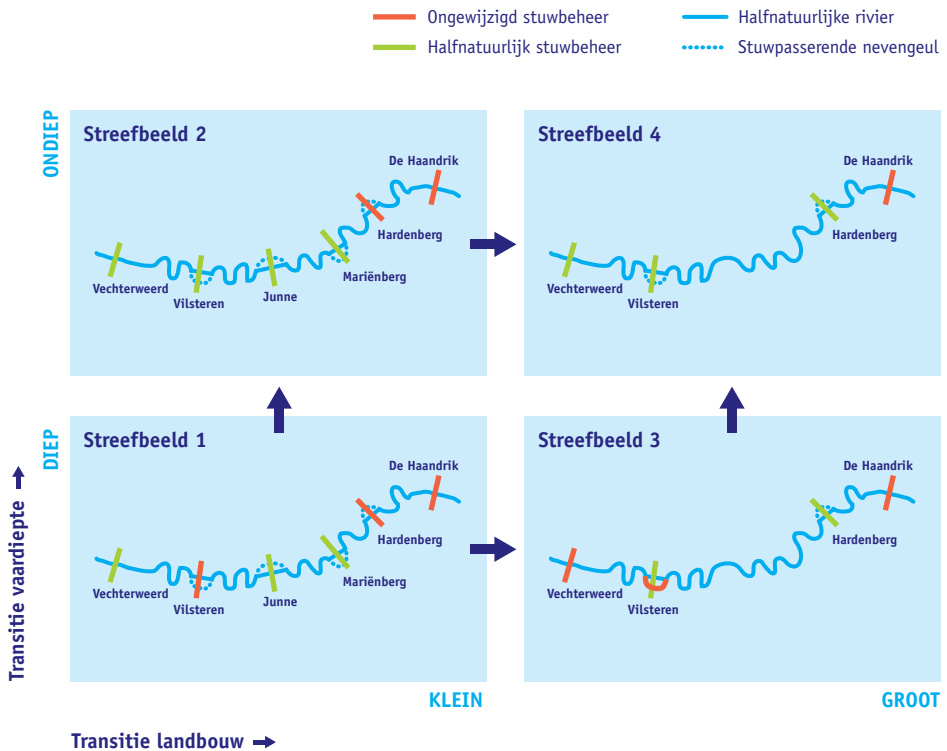 Ongewijzigd stuwbeheer
Halfnatuurlijke rivier
Halfnatuurlijk stuwbeheer
Stuwpasserende nevengeul
ONDIEP
Streefbeeld 2
De Haandrik
Hardenberg
Mariënberg
Junne
Vilsteren
Vechterweerd
Streefbeeld 4
De Haandrik
Hardenberg
Vechterweerd
Vilsteren
DIEP
Streefbeeld 1
De Haandrik
Hardenberg
Mariënberg
Junne
Vilsteren
Vechterweerd
Streefbeeld 3
De Haandrik
Hardenberg
Vechterweerd
Vilsteren
Transitie vaardiepte
KLEIN
GROOT
Transitie landbouw